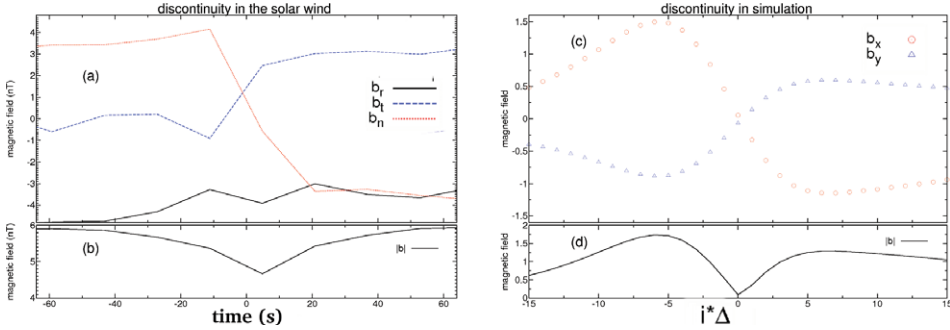 discontinuity in the solar wind
magnetic field (nT)
4
3
2
1
0
-1
-2
-3
-4
(a)
b_r
b_t
b_n
magnetic field (nT)
6
5
4
(b)
|b|
-60 -40 -20 0 20 40 60
time (s)
discontinuity in simulation
magnetic field
1.5
1.0
0.5
0
-0.5
-1.0
-1.5
(c)
b_x
b_y
magnetic field
2
1.5
1
0.5
0
(d)
|b|
-15 -10 -5 0 5 10 15
i*Δ